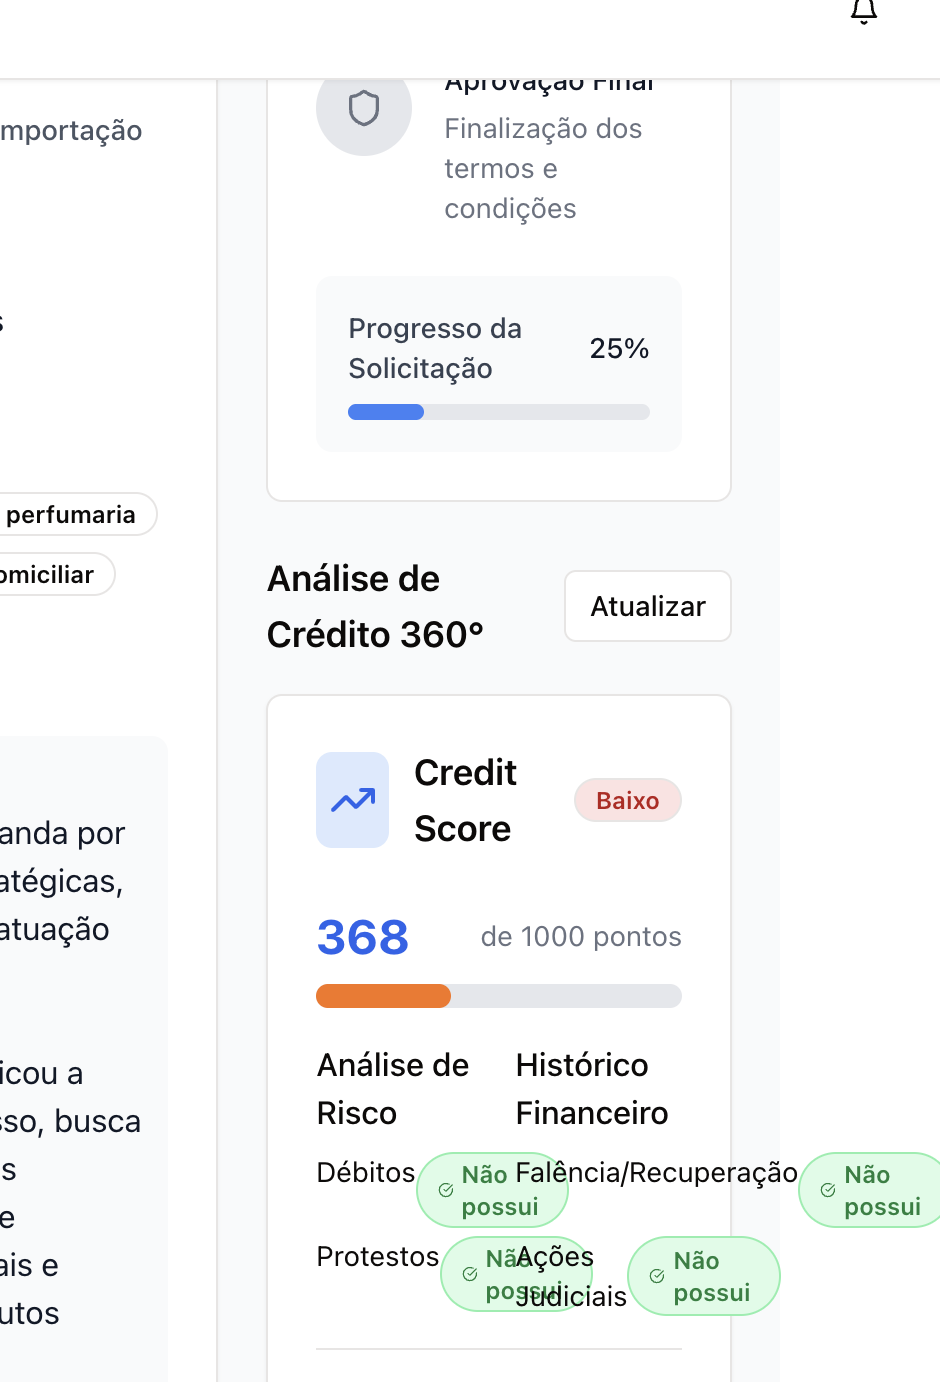 Aprovação Final
Finalização dos
termos e
condições
mportação
s
perfumaria
omiciliar
anda por
atégicas,
atuação
icou a
sso, busca
s
e
ais e
utos
Progresso da
Solicitação
25%
Análise de
Crédito 360°
Atualizar
Credit
Score
Baixo
368
de 1000 pontos
Análise de
Risco
Débitos
Não
possui
Protestos
Não
possui
Histórico
Financeiro
Falência/Recuperação
Não
possui
Ações
Judiciais
Não
possui